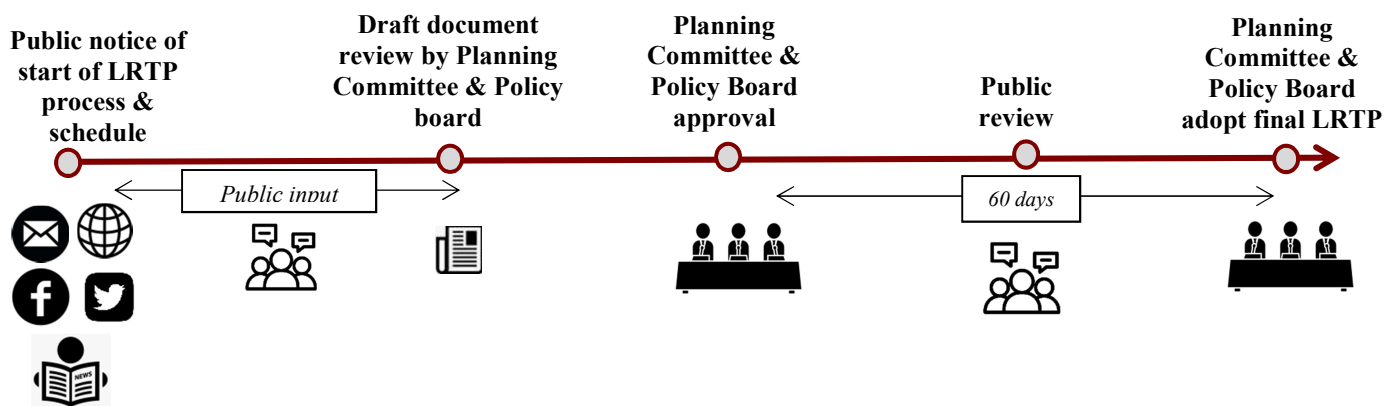 Public notice of
start of LRTP
process &
schedule
Draft document
review by Planning
Committee & Policy
board
Planning
Committee &
Policy Board
approval
Public
review
Planning
Committee &
Policy Board
adopt final LRTP
Public input
60 days
NEWS